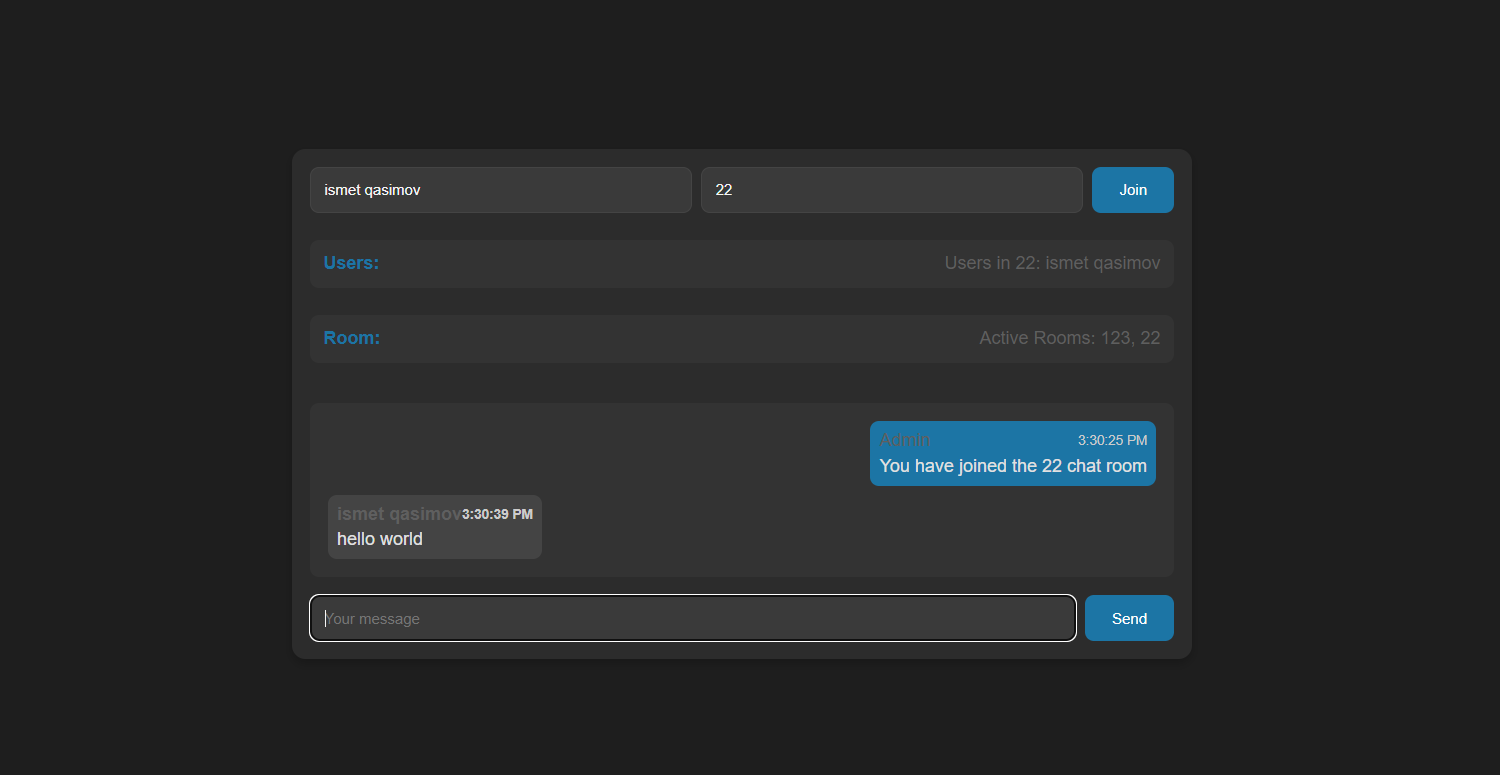 ismet qasimov 22 Join
Users: Users in 22: ismet qasimov
Room: Active Rooms: 123, 22
Admin 3:30:25 PM
You have joined the 22 chat room
ismet qasimov 3:30:39 PM
hello world
Your message Send